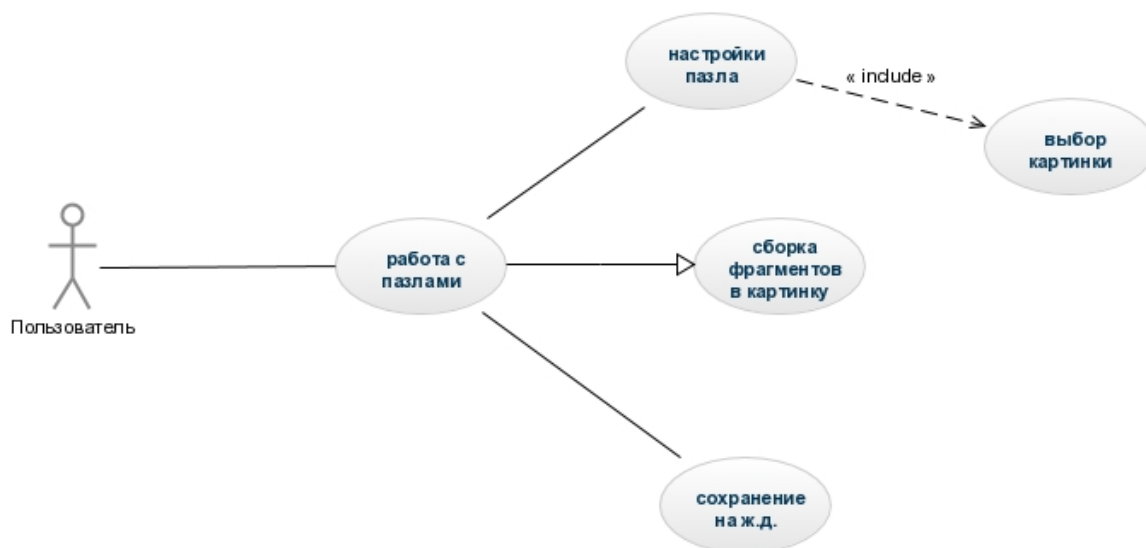 настройки
пазла
« include »
выбор
картинки
работа с
пазлами
сборка
фрагментов
в картинку
Пользователь
сохранение
на ж.д.